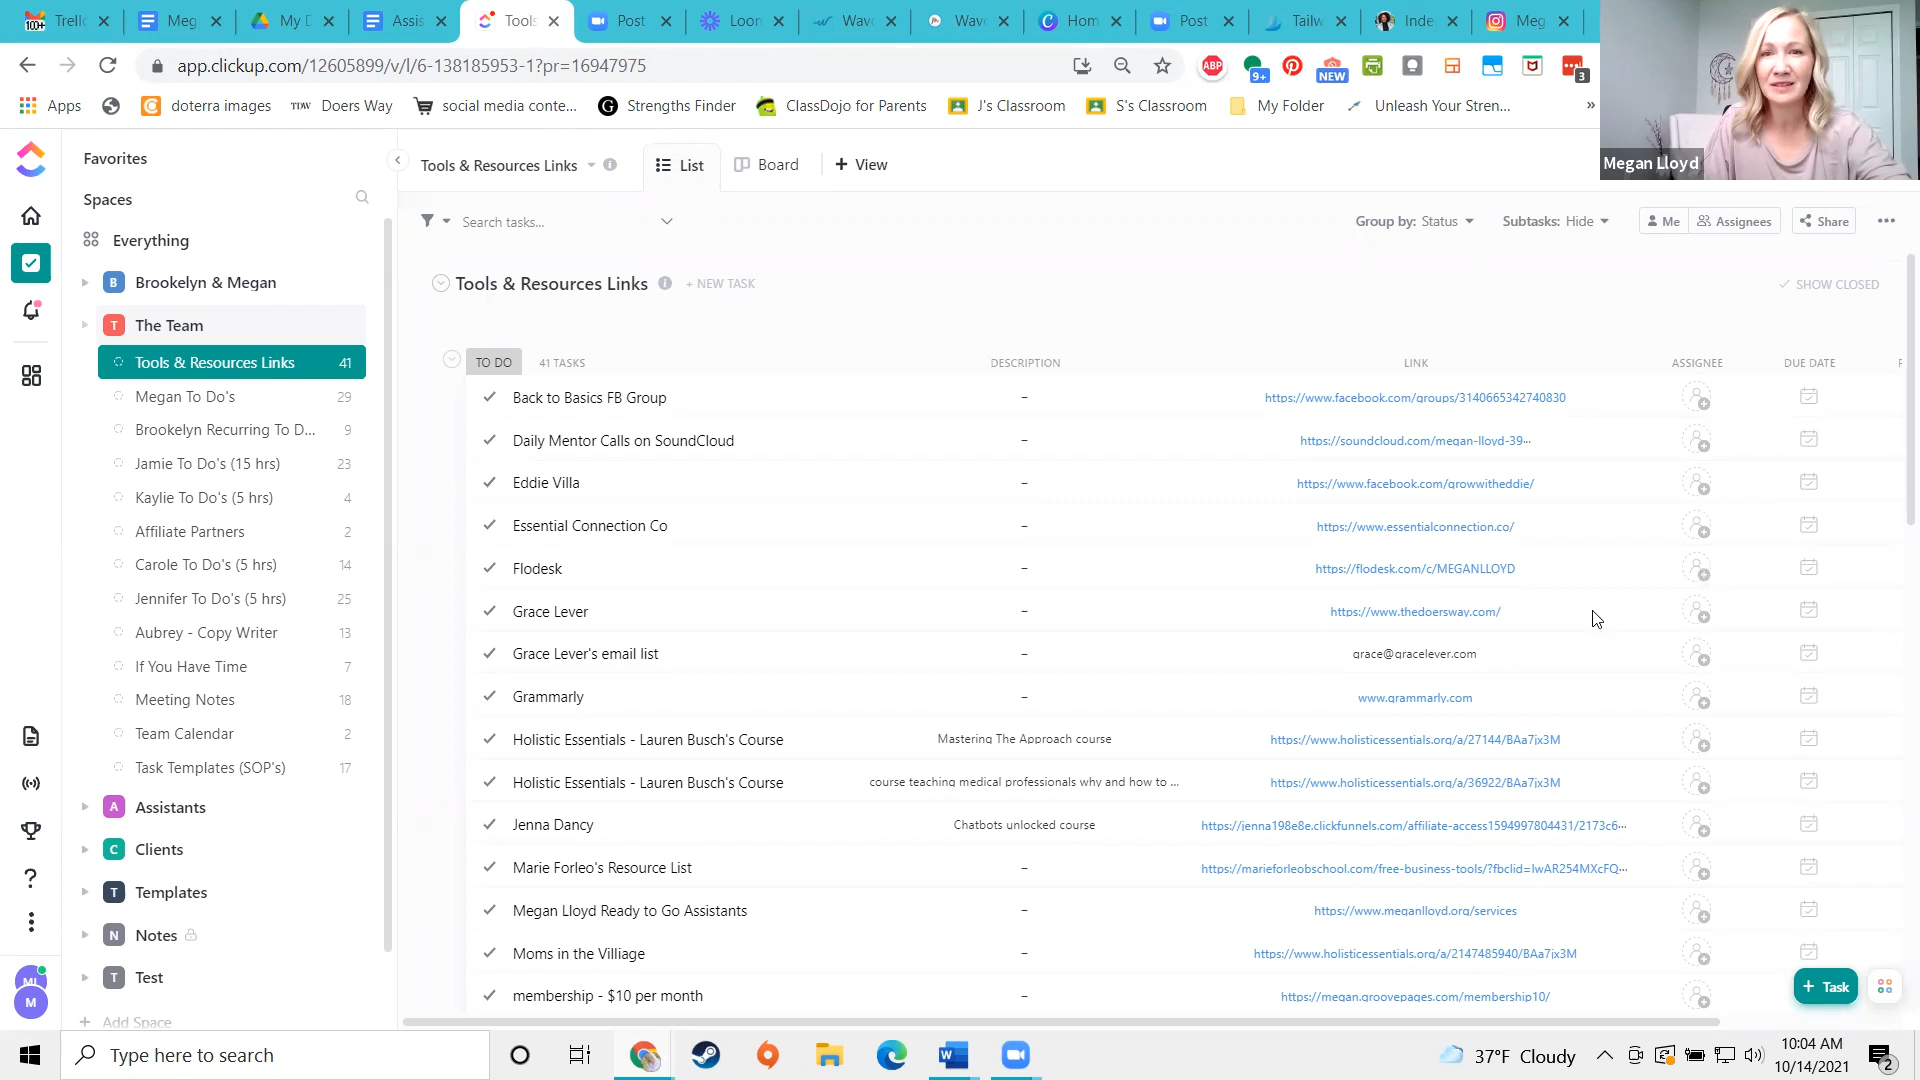 100+ Trell
Meg
My D
Assis
Tools
Post
Loon
Wave
Wave
Hom
Post
Tailw
Inde
Meg
app.clickup.com/12605899/v/l/6-138185953-1?pr=16947975
ABP
9+
NEW
3
Apps
doterra images
TDW Doers Way
social media conte...
G Strengths Finder
ClassDojo for Parents
J's Classroom
S's Classroom
My Folder
Unleash Your Stren...
»
Megan Lloyd
Favorites
Tools & Resources Links
List
Board
+ View
Spaces
Search tasks...
Group by: Status
Subtasks: Hide
Me
Assignees
Share
Everything
B Brookelyn & Megan
T The Team
Tools & Resources Links 41
Megan To Do's 29
Brookelyn Recurring To D... 9
Jamie To Do's (15 hrs) 23
Kaylie To Do's (5 hrs) 4
Affiliate Partners 2
Carole To Do's (5 hrs) 14
Jennifer To Do's (5 hrs) 25
Aubrey - Copy Writer 13
If You Have Time 7
Meeting Notes 18
Team Calendar 2
Task Templates (SOP's) 17
A Assistants
C Clients
T Templates
N Notes
T Test
+ Add Space
ML
M
Tools & Resources Links + NEW TASK
SHOW CLOSED
TO DO 41 TASKS DESCRIPTION LINK ASSIGNEE DUE DATE
Back to Basics FB Group – https://www.facebook.com/groups/3140665342740830
Daily Mentor Calls on SoundCloud – https://soundcloud.com/megan-lloyd-39...
Eddie Villa – https://www.facebook.com/growwitheddie/
Essential Connection Co – https://www.essentialconnection.co/
Flodesk – https://flodesk.com/c/MEGANLLOYD
Grace Lever – https://www.thedoersway.com/
Grace Lever's email list – grace@gracelever.com
Grammarly – www.grammarly.com
Holistic Essentials - Lauren Busch's Course Mastering The Approach course https://www.holisticessentials.org/a/27144/BAa7jx3M
Holistic Essentials - Lauren Busch's Course course teaching medical professionals why and how to ... https://www.holisticessentials.org/a/36922/BAa7jx3M
Jenna Dancy Chatbots unlocked course https://jenna198e8e.clickfunnels.com/affiliate-access1594997804431/2173c6...
Marie Forleo's Resource List – https://marieforleobschool.com/free-business-tools/?fbclid=IwAR254MXcFQ...
Megan Lloyd Ready to Go Assistants – https://www.meganlloyd.org/services
Moms in the Villiage – https://www.holisticessentials.org/a/2147485940/BAa7jx3M
membership - $10 per month https://megan.groovepages.com/membership10/
+ Task
Type here to search
37°F Cloudy
10:04 AM
10/14/2021
2